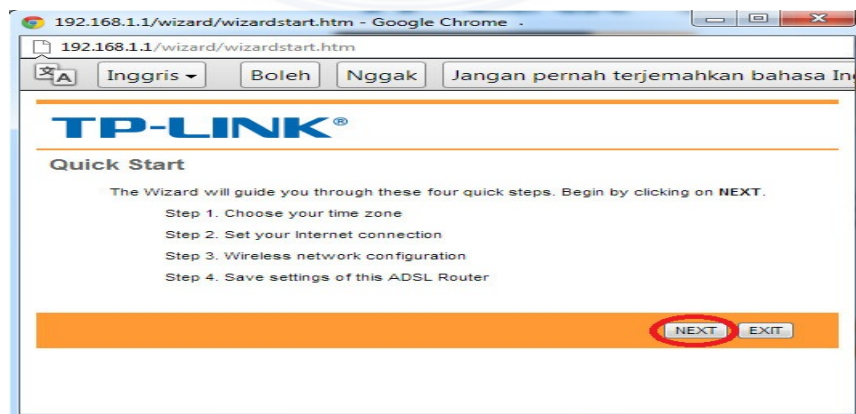 192.168.1.1/wizard/wizardstart.htm - Google Chrome
192.168.1.1/wizard/wizardstart.htm
Inggris Boleh Nggak Jangan pernah terjemahkan bahasa In
TP-LINK®
Quick Start
The Wizard will guide you through these four quick steps. Begin by clicking on NEXT.
Step 1. Choose your time zone
Step 2. Set your Internet connection
Step 3. Wireless network configuration
Step 4. Save settings of this ADSL Router
NEXT EXIT